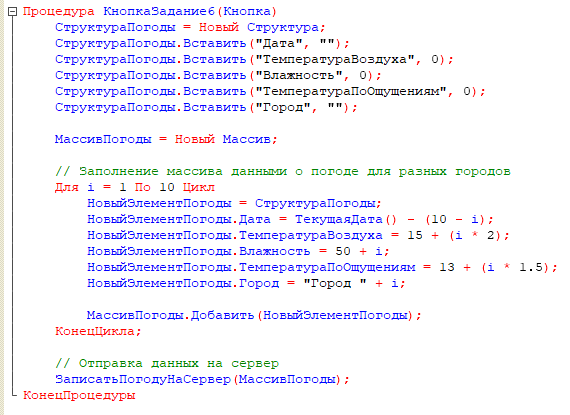 Процедура КнопкаЗадание6(Кнопка)
СтруктураПогоды = Новый Структура;
СтруктураПогоды.Вставить("Дата", "");
СтруктураПогоды.Вставить("ТемператураВоздуха", 0);
СтруктураПогоды.Вставить("Влажность", 0);
СтруктураПогоды.Вставить("ТемператураПоОщущениям", 0);
СтруктураПогоды.Вставить("Город", "");
МассивПогоды = Новый Массив;
// Заполнение массива данными о погоде для разных городов
Для i = 1 По 10 Цикл
НовыйЭлементПогоды = СтруктураПогоды;
НовыйЭлементПогоды.Дата = ТекущаяДата() - (10 - i);
НовыйЭлементПогоды.ТемператураВоздуха = 15 + (i * 2);
НовыйЭлементПогоды.Влажность = 50 + i;
НовыйЭлементПогоды.ТемператураПоОщущениям = 13 + (i * 1.5);
НовыйЭлементПогоды.Город = "Город " + i;
МассивПогоды.Добавить(НовыйЭлементПогоды);
КонецЦикла;
// Отправка данных на сервер
ЗаписатьПогодуНаСервер(МассивПогоды);
КонецПроцедуры